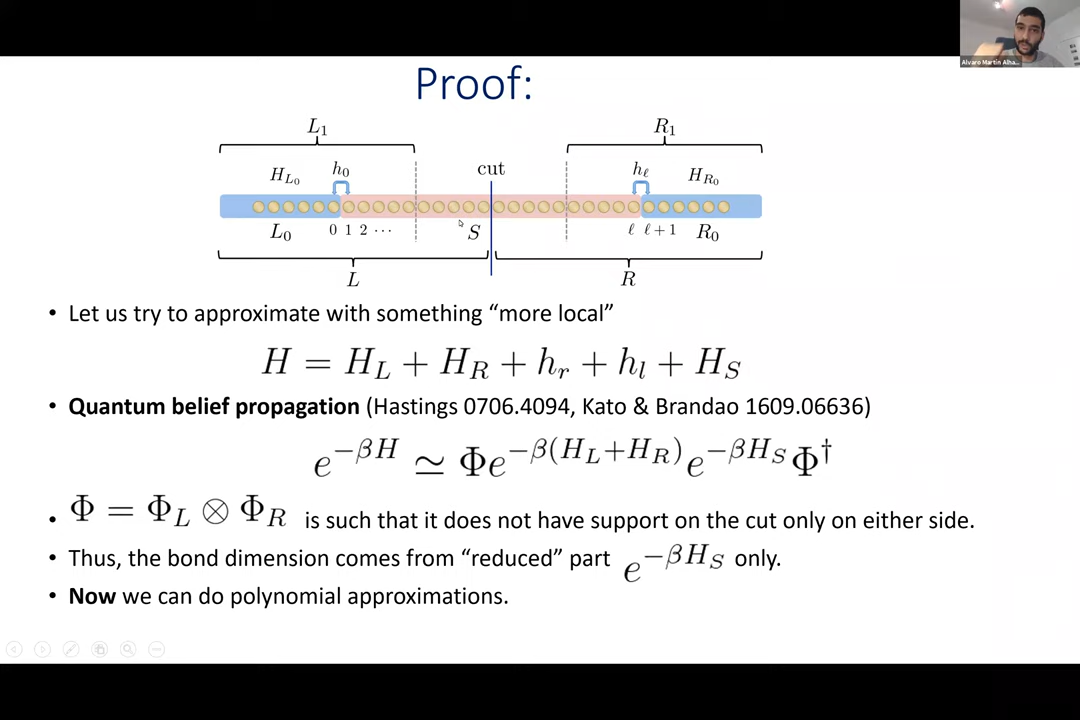 Alvaro Martin Alha...
Proof:
L₁ R₁
H_{L₀} h₀ cut h_ℓ H_{R₀}
L₀ 0 1 2 ⋯ S ℓ ℓ+1 R₀
L R
• Let us try to approximate with something “more local”
H = H_L + H_R + h_r + h_l + H_S
• Quantum belief propagation (Hastings 0706.4094, Kato & Brandao 1609.06636)
e^{-βH} ≃ Φe^{-β(H_L+H_R)}e^{-βH_S}Φ^†
• Φ = Φ_L ⊗ Φ_R is such that it does not have support on the cut only on either side.
• Thus, the bond dimension comes from “reduced” part e^{-βH_S} only.
• Now we can do polynomial approximations.